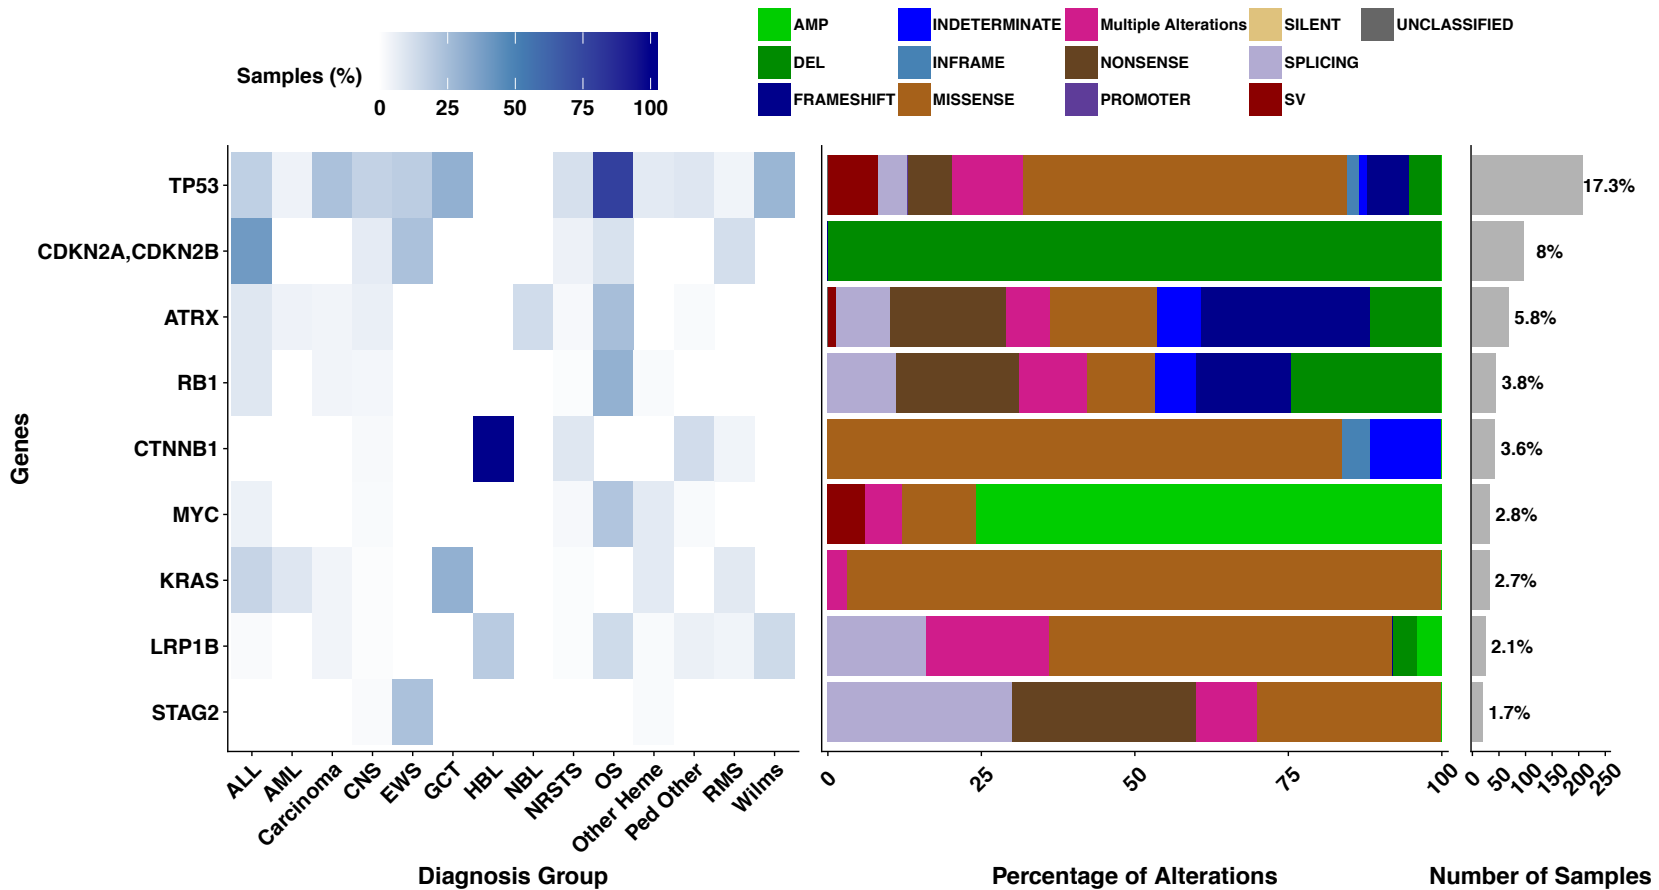 AMP INDETERMINATE Multiple Alterations SILENT UNCLASSIFIED
DEL INFRAME NONSENSE SPLICING
FRAMESHIFT MISSENSE PROMOTER SV
Samples (%)
0 25 50 75 100
Genes
TP53
CDKN2A,CDKN2B
ATRX
RB1
CTNNB1
MYC
KRAS
LRP1B
STAG2
17.3%
8%
5.8%
3.8%
3.6%
2.8%
2.7%
2.1%
1.7%
ALL AML Carcinoma CNS EWS GCT HBL NBL NRSTS OS Other Heme Ped Other RMS Wilms
0 25 50 75 100
0 50 100 150 200 250
Diagnosis Group
Percentage of Alterations
Number of Samples